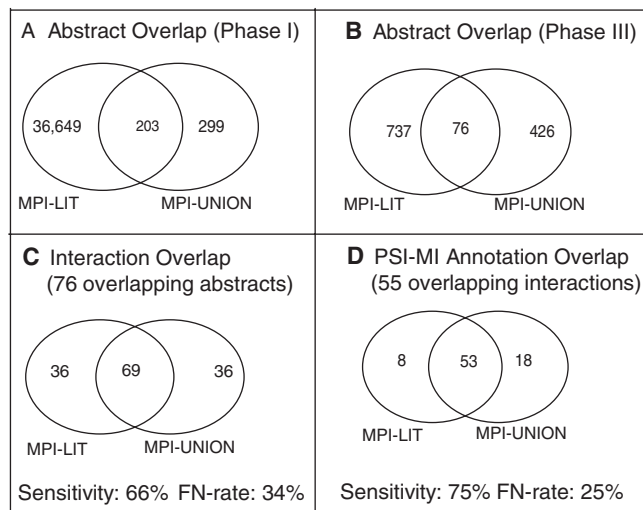 A Abstract Overlap (Phase I)
36,649
203
299
MPI-LIT
MPI-UNION
B Abstract Overlap (Phase III)
737
76
426
MPI-LIT
MPI-UNION
C Interaction Overlap
(76 overlapping abstracts)
36
69
36
MPI-LIT
MPI-UNION
Sensitivity: 66% FN-rate: 34%
D PSI-MI Annotation Overlap
(55 overlapping interactions)
8
53
18
MPI-LIT
MPI-UNION
Sensitivity: 75% FN-rate: 25%